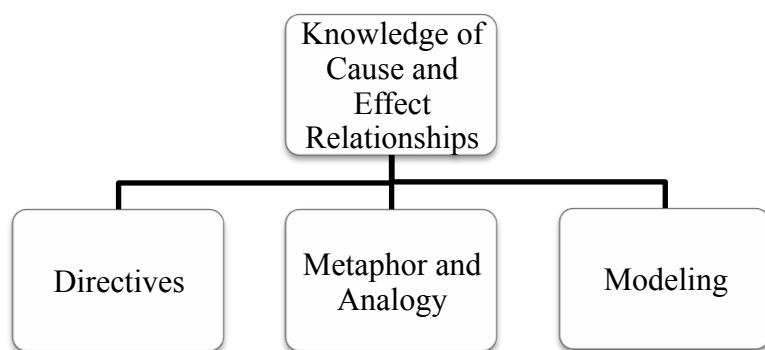 Knowledge of
Cause and
Effect
Relationships
Directives
Metaphor and
Analogy
Modeling